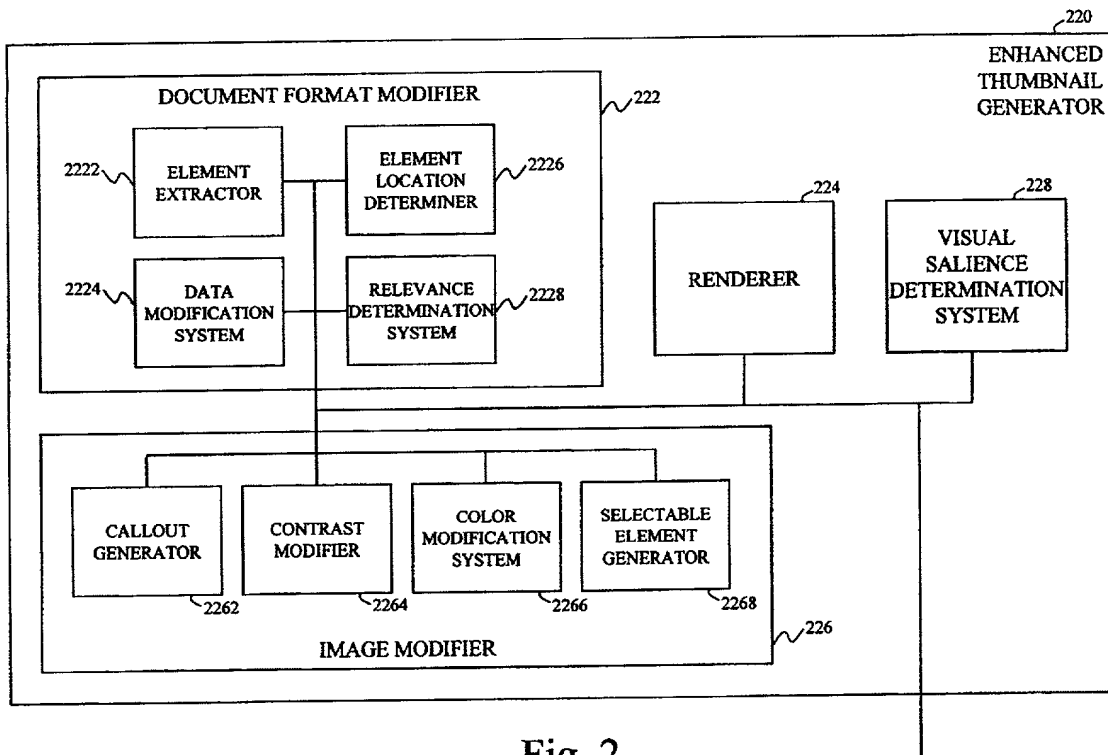 220
ENHANCED
THUMBNAIL
GENERATOR
DOCUMENT FORMAT MODIFIER
222
2222
ELEMENT
EXTRACTOR
ELEMENT
LOCATION
DETERMINER
2226
224
RENDERER
228
VISUAL
SALIENCE
DETERMINATION
SYSTEM
2224
DATA
MODIFICATION
SYSTEM
RELEVANCE
DETERMINATION
SYSTEM
2228
CALLOUT
GENERATOR
2262
CONTRAST
MODIFIER
2264
COLOR
MODIFICATION
SYSTEM
2266
SELECTABLE
ELEMENT
GENERATOR
2268
IMAGE MODIFIER
226
Fig. 2